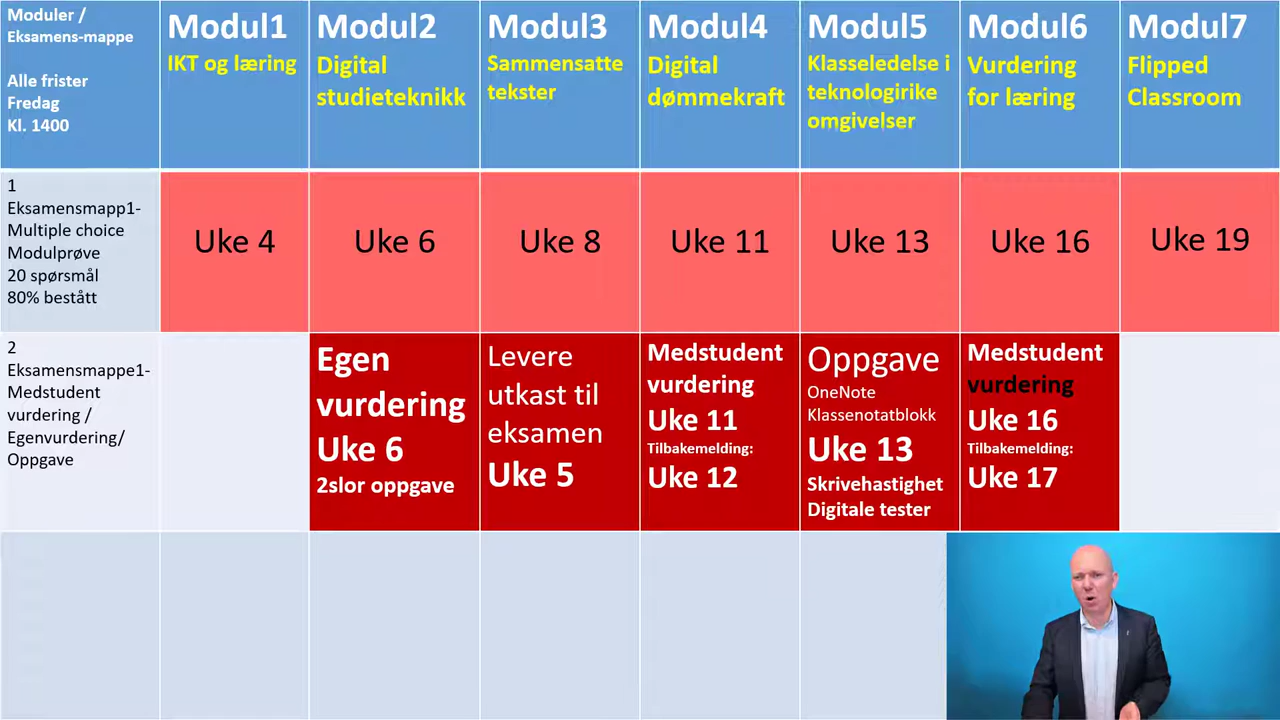 Moduler /
Eksamens-mappe
Alle frister
Fredag
Kl. 1400
Modul1
IKT og læring
Modul2
Digital
studieteknikk
Modul3
Sammensatte
tekster
Modul4
Digital
dømmekraft
Modul5
Klasseledelse i
teknologirike
omgivelser
Modul6
Vurdering
for læring
Modul7
Flipped
Classroom
1
Eksamensmapp1-
Multiple choice
Modulprøve
20 spørsmål
80% bestått
Uke 4
Uke 6
Uke 8
Uke 11
Uke 13
Uke 16
Uke 19
2
Eksamensmappe1-
Medstudent
vurdering /
Egenvurdering/
Oppgave
Egen
vurdering
Uke 6
2slor oppgave
Levere
utkast til
eksamen
Uke 5
Medstudent
vurdering
Uke 11
Tilbakemelding:
Uke 12
Oppgave
OneNote
Klassenotatblokk
Uke 13
Skrivehastighet
Digitale tester
Medstudent
vurdering
Uke 16
Tilbakemelding:
Uke 17